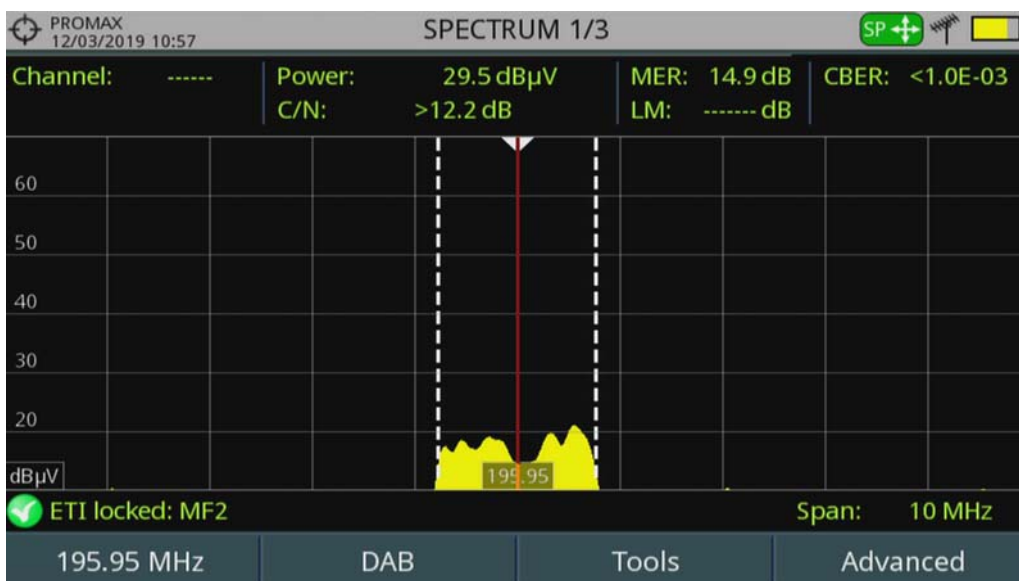 PROMAX
12/03/2019 10:57
SPECTRUM 1/3
SP
Channel: ------
Power: 29.5 dBµV
C/N: >12.2 dB
MER: 14.9 dB
LM: ------- dB
CBER: <1.0E-03
60
50
40
30
20
dBµV
195.95
ETI locked: MF2
Span: 10 MHz
195.95 MHz
DAB
Tools
Advanced